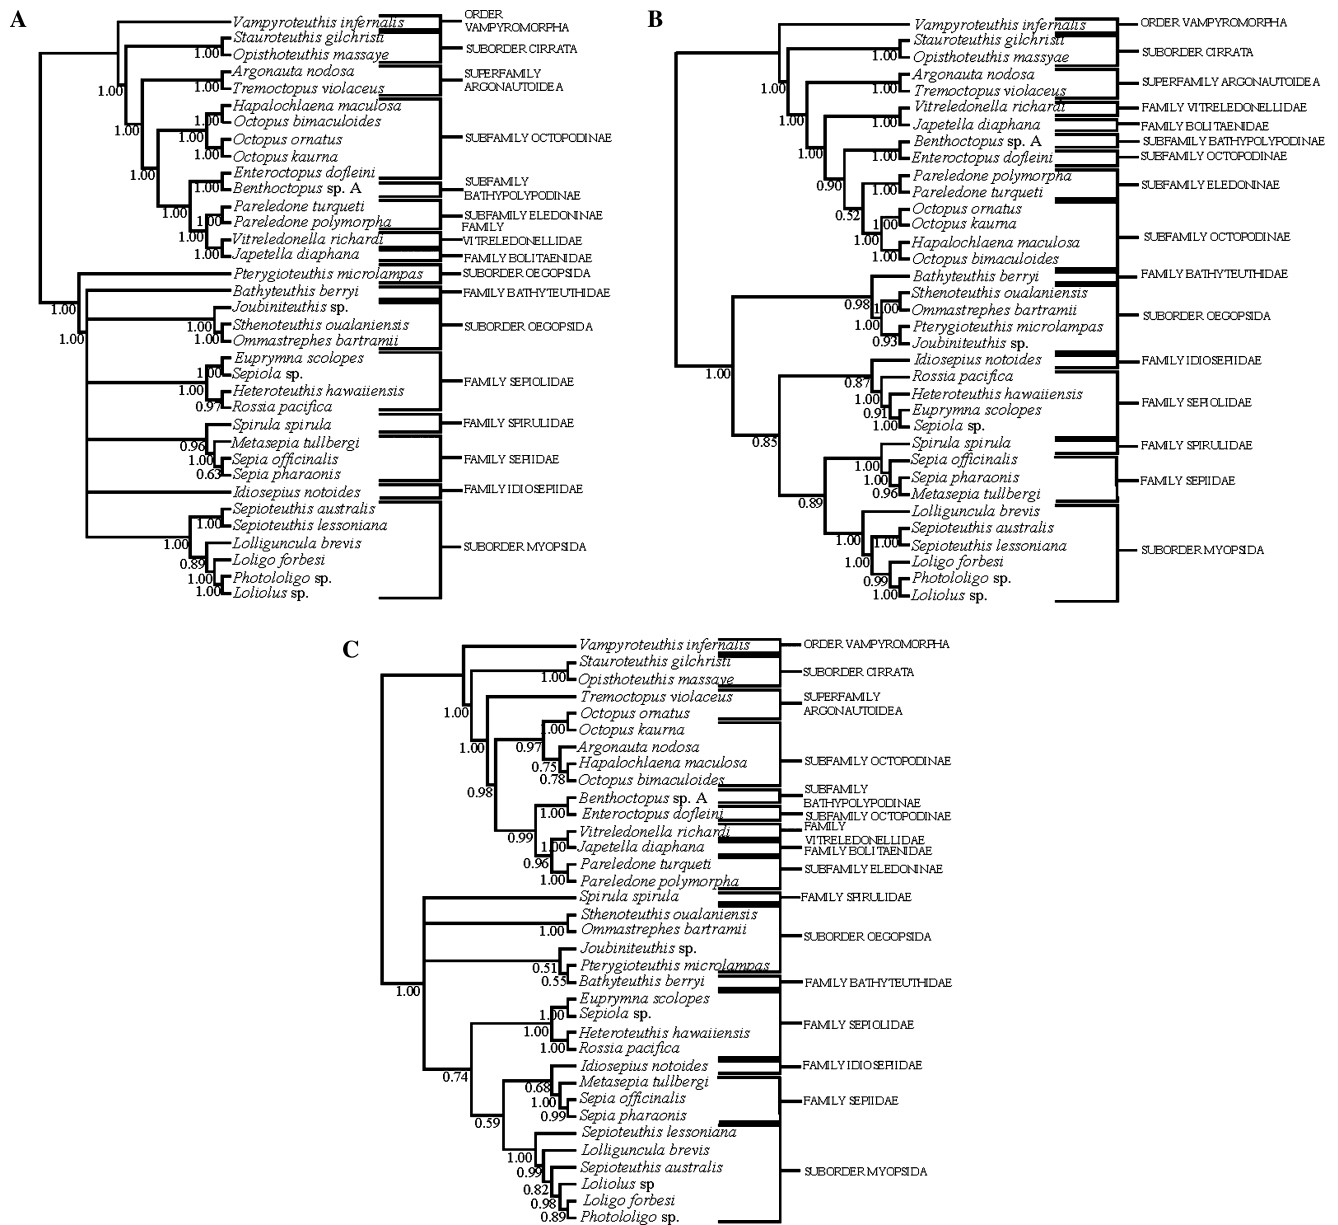 A
Vampyroteuthis infernalis
Stauroteuthis gilchristi
1.00
Opisthoteuthis massaye
1.00
Argonauta nodosa
1.00
Tremoctopus violaceus
1.00
Hapalochlaena maculosa
1.00
Octopus bimaculoides
1.00
Octopus ornatus
1.00
Octopus kaurna
1.00
Enteroctopus dofleini
1.00
Benthoctopus sp. A
1.00
Pareledone turqueti
1.00
Pareledone polymorpha
1.00
Vitreledonella richardi
1.00
Japetella diaphana
Pterygioteuthis microlampas
1.00
Bathyteuthis berryi
1.00
Joubiniteuthis sp.
1.00
Sthenoteuthis oualaniensis
1.00
Ommastrephes bartramii
Euprymna scolopes
1.00
Sepiola sp.
1.00
Heteroteuthis hawaiiensis
0.97
Rossia pacifica
Spirula spirula
0.96
Metasepia tullbergi
1.00
Sepia officinalis
0.63
Sepia pharaonis
Idiosepius notoides
Sepioteuthis australis
1.00
Sepioteuthis lessoniana
1.00
Lolliguncula brevis
0.89
Loligo forbesi
1.00
Photololigo sp.
1.00
Loliolus sp.
ORDER
VAMPYROMORPHA
SUBORDER CIRRATA
SUPERFAMILY
ARGONAUTOIDEA
SUBFAMILY OCTOPODINAE
SUBFAMILY
BATHYPOLYPODINAE
SUBFAMILY ELEDONINAE
FAMILY
VITRELEDONELLIDAE
FAMILY BOLITAENIDAE
SUBORDER OEGOPSIDA
FAMILY BATHYTEUTHIDAE
SUBORDER OEGOPSIDA
FAMILY SEPIOLIDAE
FAMILY SPIRULIDAE
FAMILY SEPIIDAE
FAMILY IDIOSEPIIDAE
SUBORDER MYOPSIDA
B
Vampyroteuthis infernalis
Stauroteuthis gilchristi
1.00
Opisthoteuthis massyae
1.00
Argonauta nodosa
1.00
Tremoctopus violaceus
1.00
Vitreledonella richardi
1.00
Japetella diaphana
Benthoctopus sp. A
1.00
Enteroctopus dofleini
0.90
Pareledone polymorpha
1.00
Pareledone turqueti
0.52
Octopus ornatus
1.00
Octopus kaurna
1.00
Hapalochlaena maculosa
1.00
Octopus bimaculoides
Bathyteuthis berryi
0.98
Sthenoteuthis oualaniensis
1.00
Ommastrephes bartramii
1.00
Pterygioteuthis microlampas
0.93
Joubiniteuthis sp.
1.00
Idiosepius notoides
0.87
Rossia pacifica
1.00
Heteroteuthis hawaiiensis
0.91
Euprymna scolopes
1.00
Sepiola sp.
0.85
Spirula spirula
1.00
Sepia officinalis
1.00
Sepia pharaonis
0.96
Metasepia tullbergi
0.89
Lolliguncula brevis
Sepioteuthis australis
1.00
1.00
Sepioteuthis lessoniana
1.00
Loligo forbesi
0.99
Photololigo sp.
1.00
Loliolus sp.
ORDER VAMPYROMORPHA
SUBORDER CIRRATA
SUPERFAMILY ARGONAUTOIDEA
FAMILY VITRELEDONELLIDAE
FAMILY BOLITAENIDAE
SUBFAMILY BATHYPOLYPODINAE
SUBFAMILY OCTOPODINAE
SUBFAMILY ELEDONINAE
SUBFAMILY OCTOPODINAE
FAMILY BATHYTEUTHIDAE
SUBORDER OEGOPSIDA
FAMILY IDIOSEPIIDAE
FAMILY SEPIOLIDAE
FAMILY SPIRULIDAE
FAMILY SEPIIDAE
SUBORDER MYOPSIDA
C
Vampyroteuthis infernalis
Stauroteuthis gilchristi
1.00
Opisthoteuthis massaye
Tremoctopus violaceus
1.00
Octopus ornatus
1.00
Octopus kaurna
1.00
0.97
Argonauta nodosa
0.75
Hapalochlaena maculosa
0.78
Octopus bimaculoides
0.98
Benthoctopus sp. A
1.00
Enteroctopus dofleini
0.99
Vitreledonella richardi
1.00
Japetella diaphana
0.96
Pareledone turqueti
1.00
Pareledone polymorpha
Spirula spirula
Sthenoteuthis oualaniensis
1.00
Ommastrephes bartramii
Joubiniteuthis sp.
0.51
Pterygioteuthis microlampas
0.55
Bathyteuthis berryi
1.00
Euprymna scolopes
1.00
Sepiola sp.
1.00
Heteroteuthis hawaiiensis
1.00
Rossia pacifica
0.74
Idiosepius notoides
0.68
Metasepia tullbergi
1.00
Sepia officinalis
0.99
Sepia pharaonis
0.59
Sepioteuthis lessoniana
1.00
Lolliguncula brevis
0.99
Sepioteuthis australis
0.82
Loliolus sp
0.98
Loligo forbesi
0.89
Photololigo sp.
ORDER VAMPYROMORPHA
SUBORDER CIRRATA
SUPERFAMILY
ARGONAUTOIDEA
SUBFAMILY OCTOPODINAE
SUBFAMILY
BATHYPOLYPODINAE
SUBFAMILY OCTOPODINAE
FAMILY
VITRELEDONELLIDAE
FAMILY BOLITAENIDAE
SUBFAMILY ELEDONINAE
FAMILY SPIRULIDAE
SUBORDER OEGOPSIDA
FAMILY BATHYTEUTHIDAE
FAMILY SEPIOLIDAE
FAMILY IDIOSEPIIDAE
FAMILY SEPIIDAE
SUBORDER MYOPSIDA